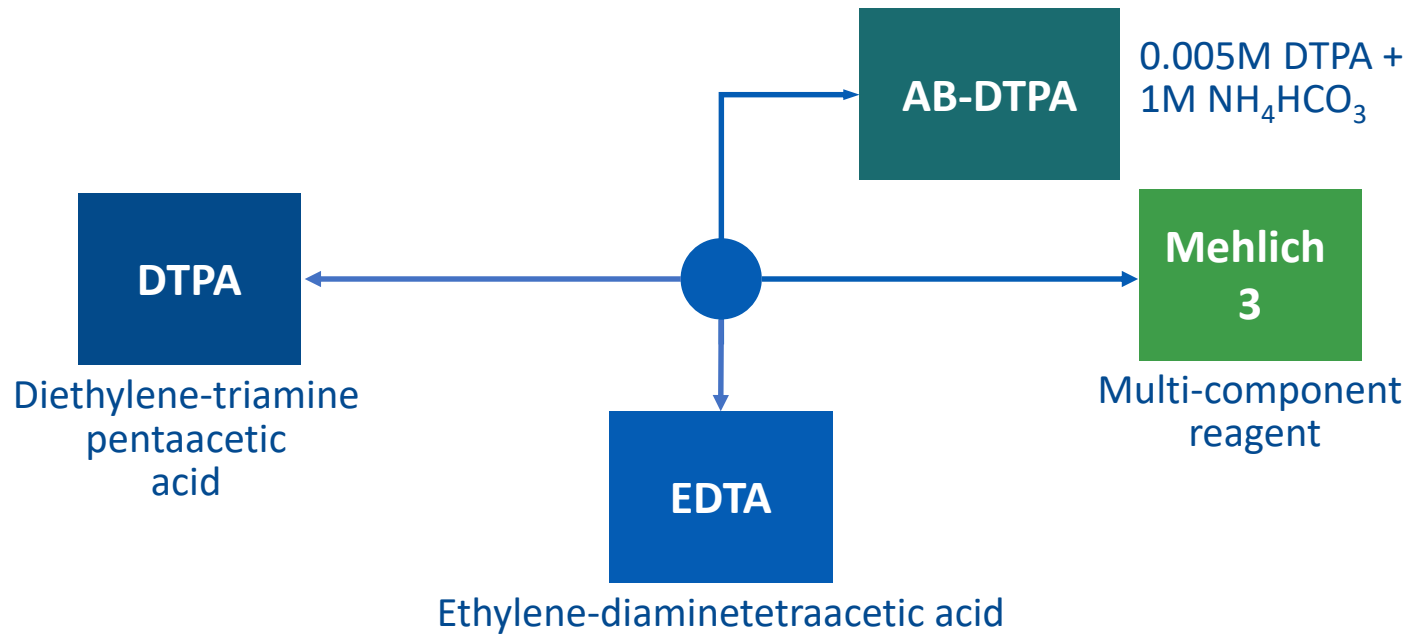 AB-DTPA
0.005M DTPA +
1M NH₄HCO₃
DTPA
Diethylene-triamine
pentaacetic
acid
Mehlich
3
Multi-component
reagent
EDTA
Ethylene-diaminetetraacetic acid